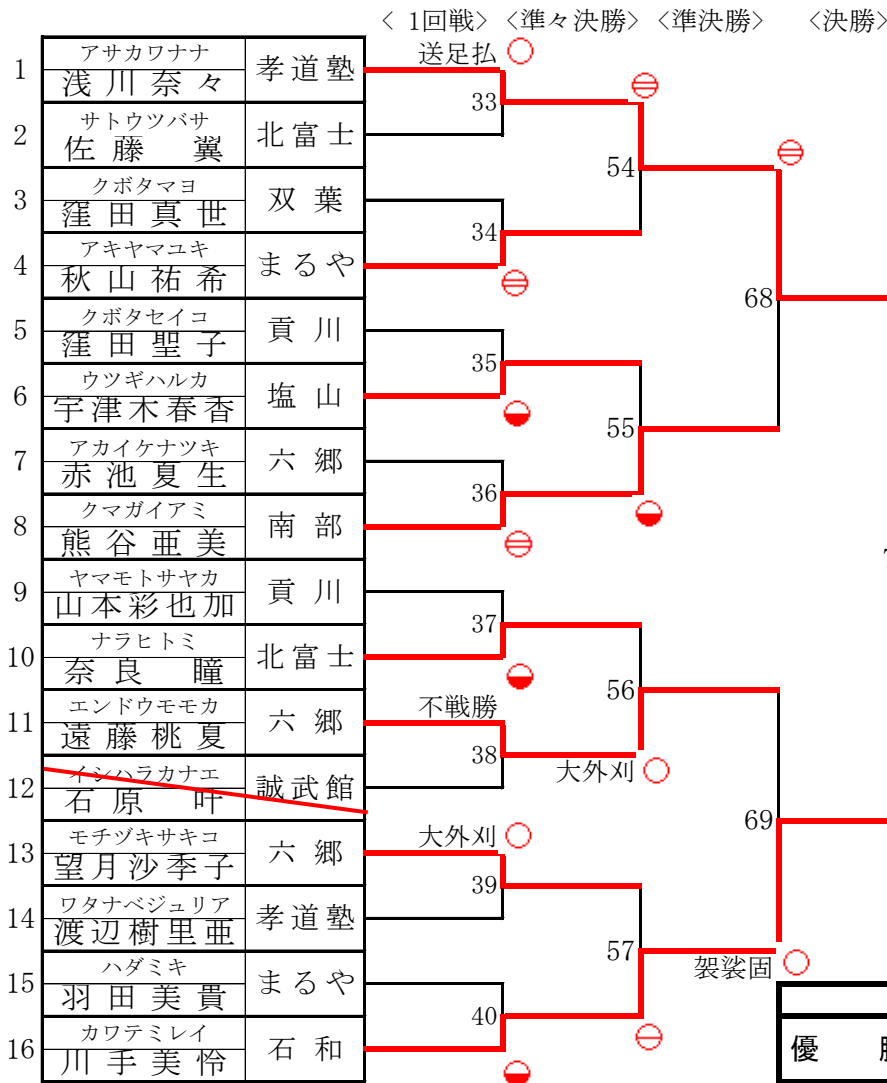 < 1回戦> <準々決勝> <準決勝> <決勝>
1 アサカワナナ 浅川奈々 孝道塾 送足払
33
2 サトウツバサ 佐藤 翼 北富士
54
3 クボタマヨ 窪田真世 双葉
34
4 アキヤマユキ 秋山祐希 まるや
68
5 クボタセイコ 窪田聖子 貢川
35
6 ウツギハルカ 宇津木春香 塩山
55
7 アカイケナツキ 赤池夏生 六郷
36
8 クマガイアミ 熊谷亜美 南部
7
9 ヤマモトサヤカ 山本彩也加 貢川
37
10 ナラヒトミ 奈良 瞳 北富士
56
11 エンドウモモカ 遠藤桃夏 六郷 不戦勝
38 大外刈
12 イシハラカナエ 石原 叶 誠武館
69
13 モチヅキサキコ 望月沙季子 六郷 大外刈
39
14 ワタナベジュリア 渡辺樹里亜 孝道塾
57 袈裟固
15 ハダミキ 羽田美貴 まるや
40
16 カワテミレイ 川手美怜 石和
優